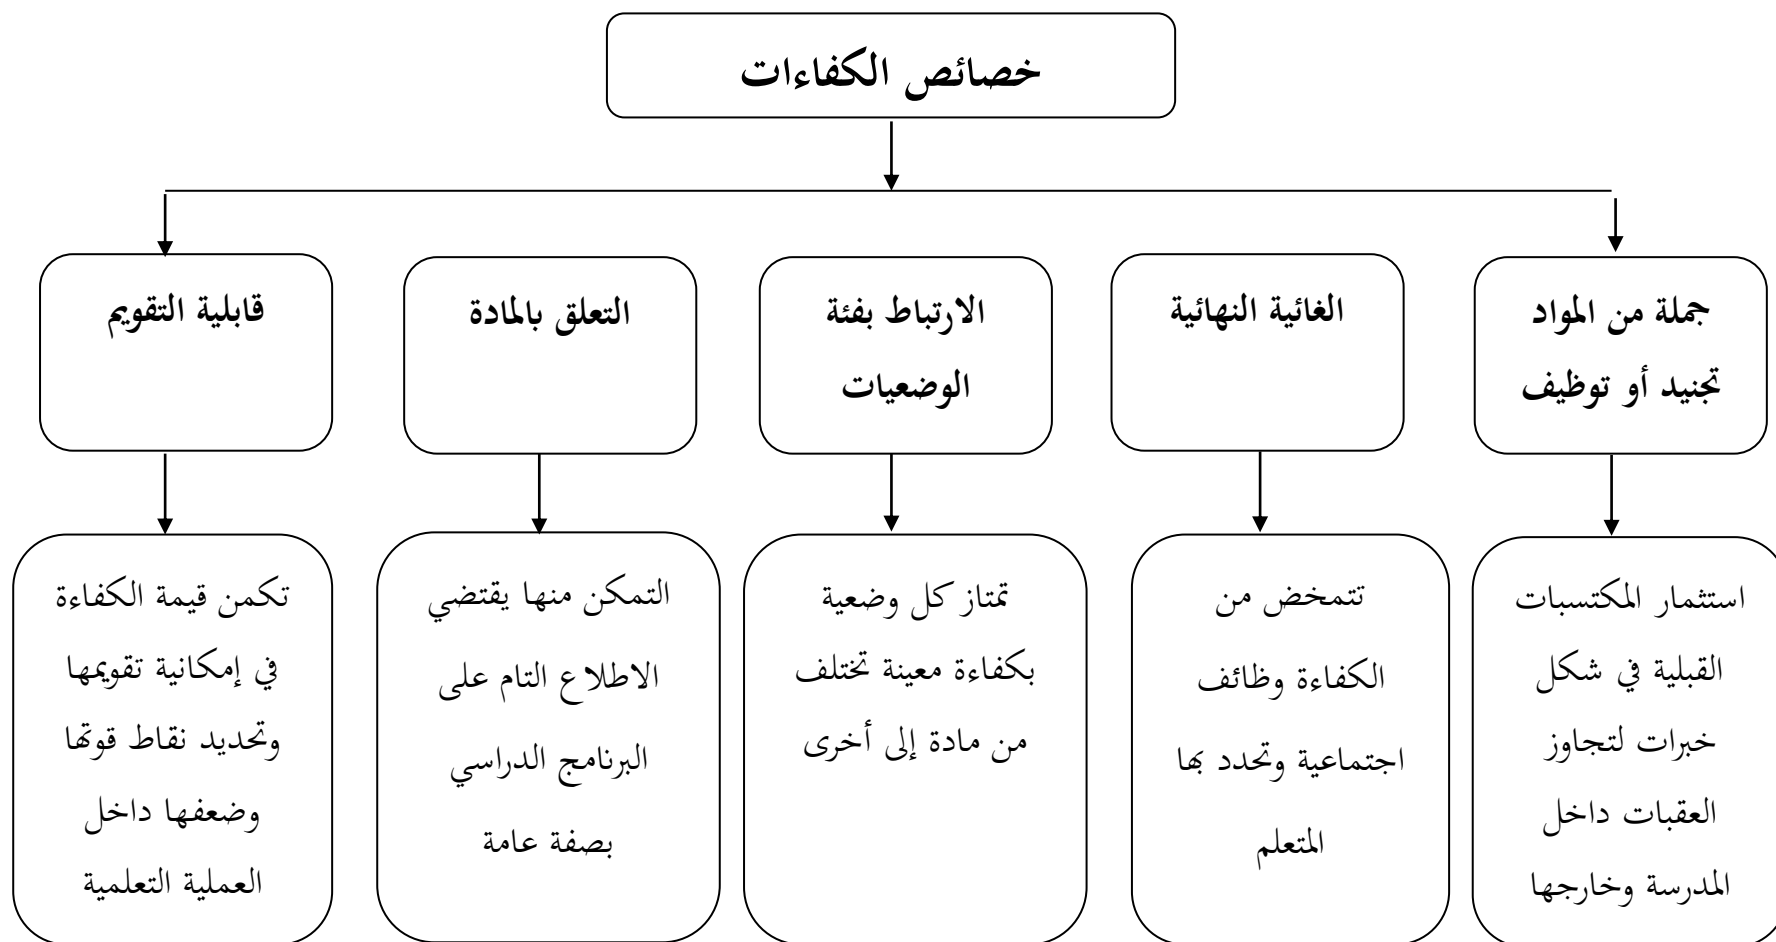 خصائص الكفاءات
جملة من المواد
تجنيد أو توظيف
الغائية النهائية
الارتباط بفئة
الوضعيات
التعلق بالمادة
قابلية التقويم
استثمار المكتسبات
القبلية في شكل
خبرات لتجاوز
العقبات داخل
المدرسة وخارجها
تتمخض من
الكفاءة وظائف
اجتماعية وتحدد بها
المتعلم
تمتاز كل وضعية
بكفاءة معينة تختلف
من مادة إلى أخرى
التمكن منها يقتضي
الاطلاع التام على
البرنامج الدراسي
بصفة عامة
تكمن قيمة الكفاءة
في إمكانية تقويمها
وتحديد نقاط قوتها
وضعفها داخل
العملية التعلمية